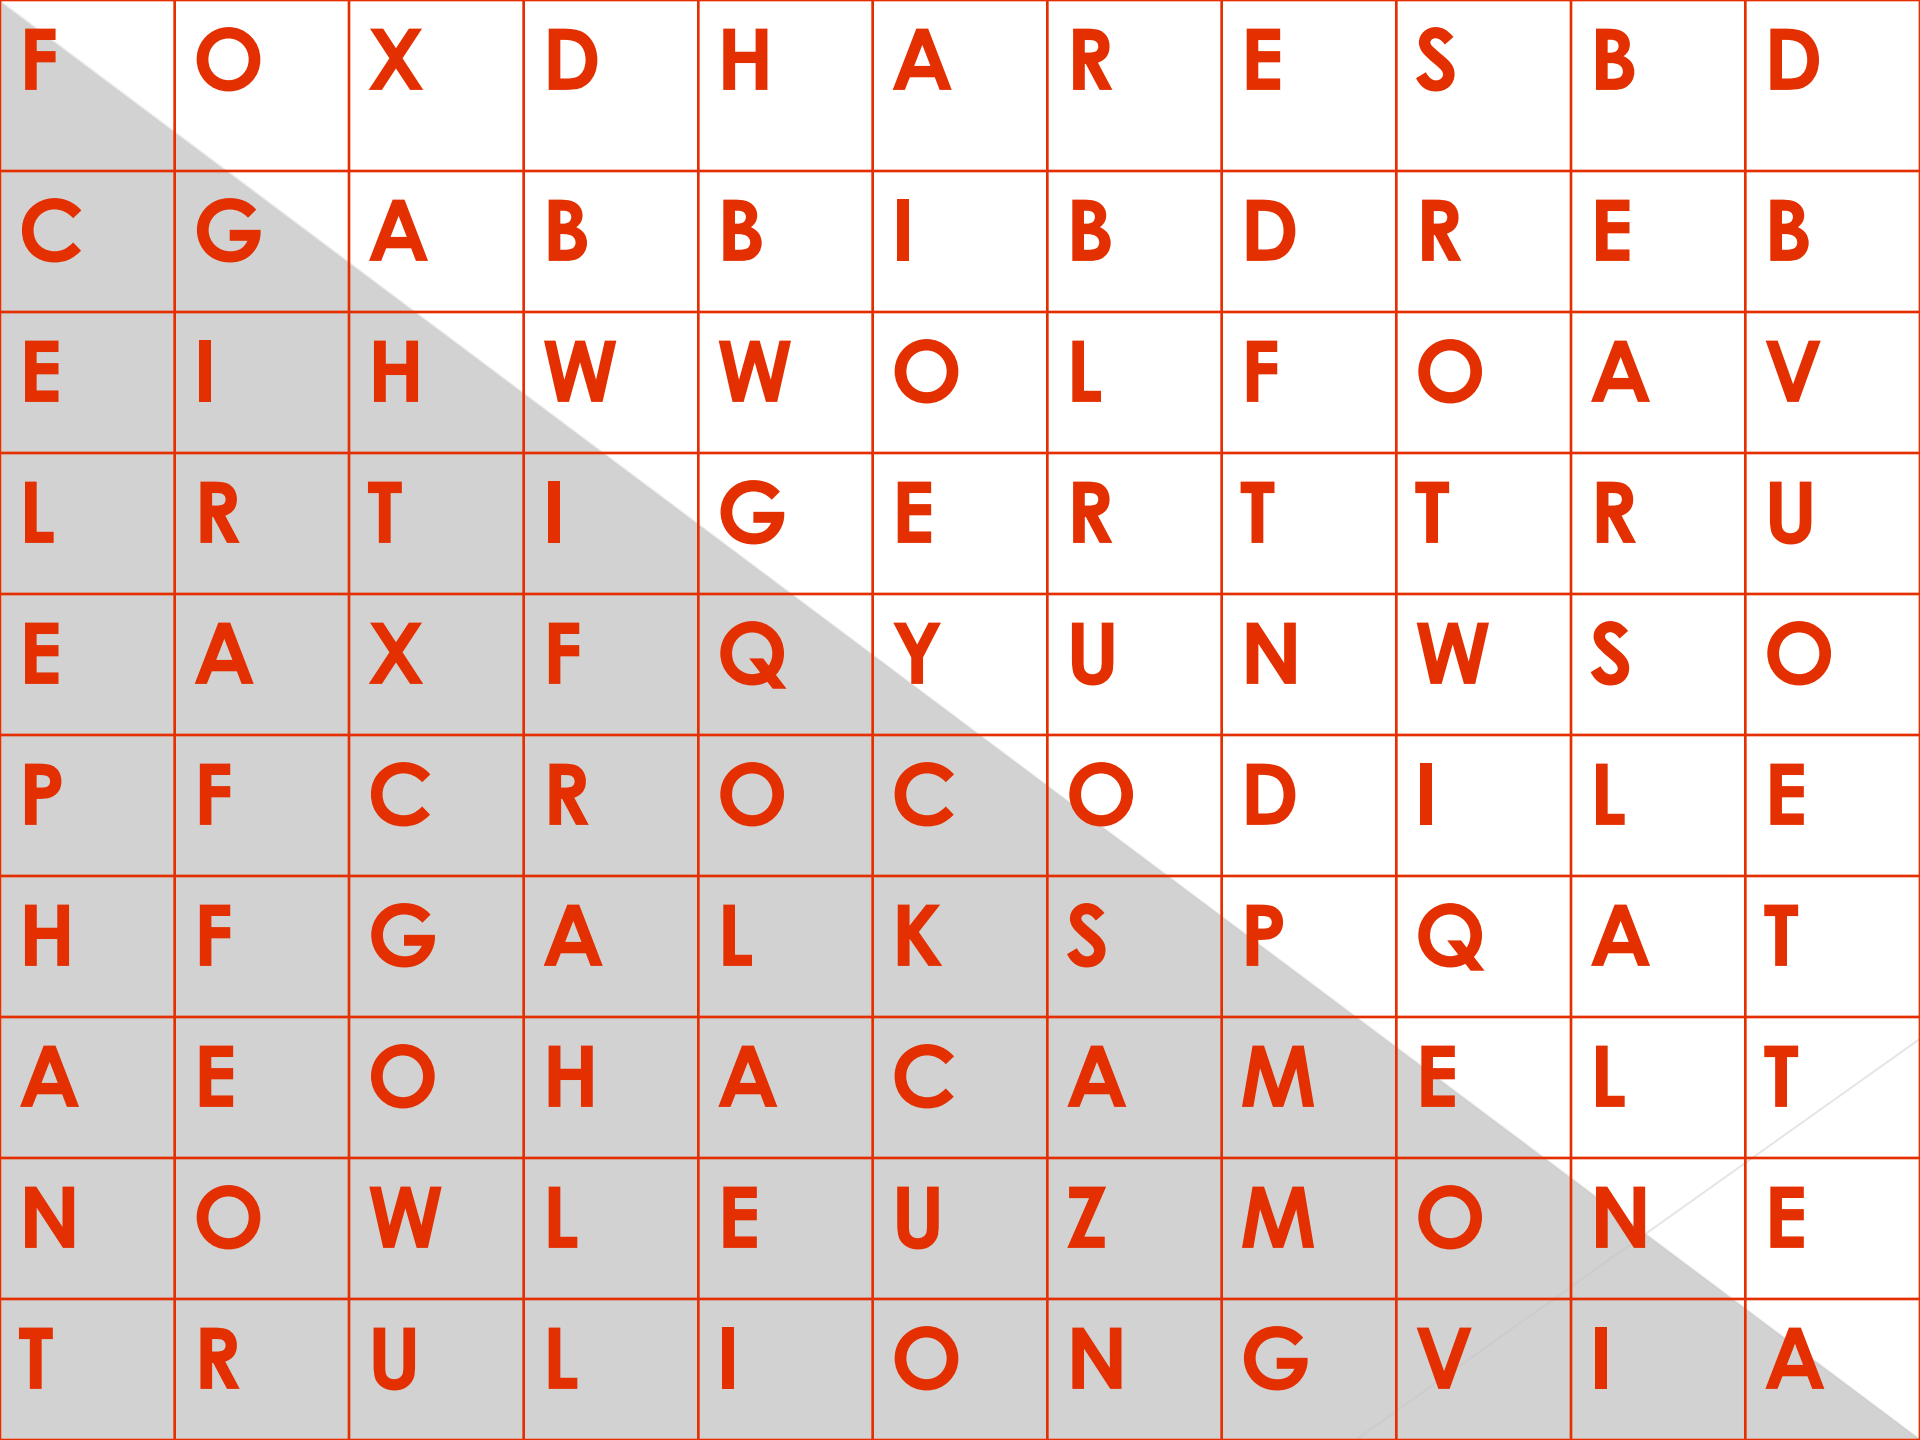 F O X D H A R E S B D
C G A B B I B D R E B
E I H W W O L F O A V
L R T I G E R T T R U
E A X F Q Y U N W S O
P F C R O C O D I L E
H F G A L K S P Q A T
A E O H A C A M E L T
N O W L E U Z M O N E
T R U L I O N G V I A